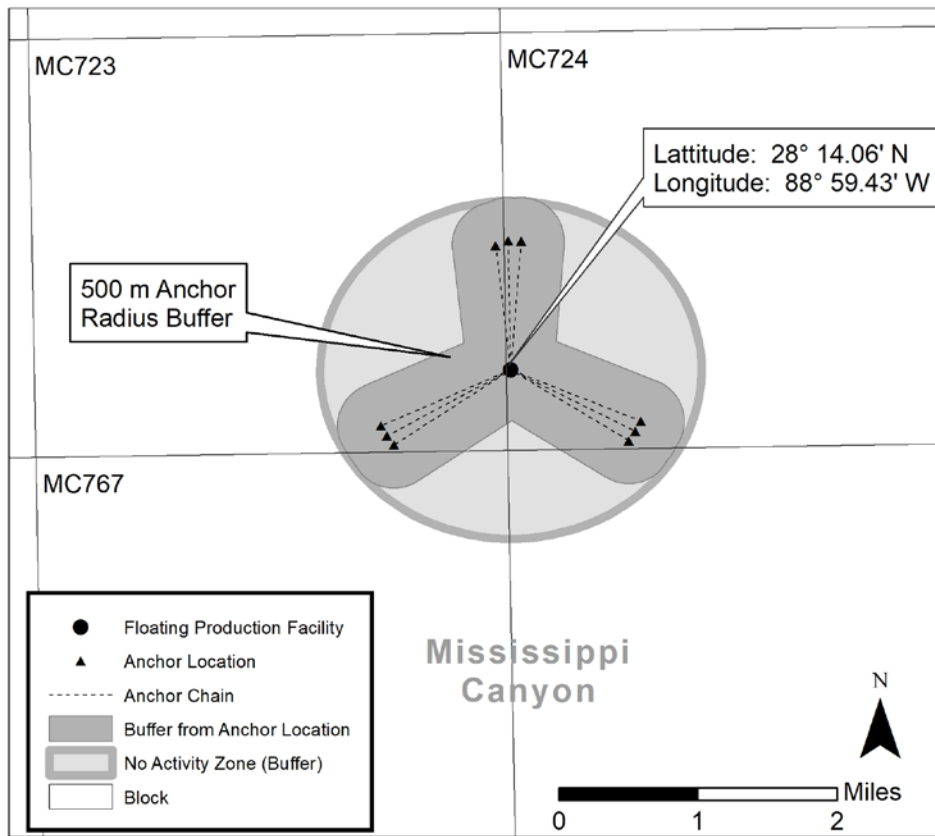 MC723
MC724
Lattitude:  28° 14.06' N
Longitude:  88° 59.43' W
500 m Anchor
Radius Buffer
MC767
Mississippi
Canyon
Floating Production Facility
Anchor Location
Anchor Chain
Buffer from Anchor Location
No Activity Zone (Buffer)
Block
N
Miles
0 1 2